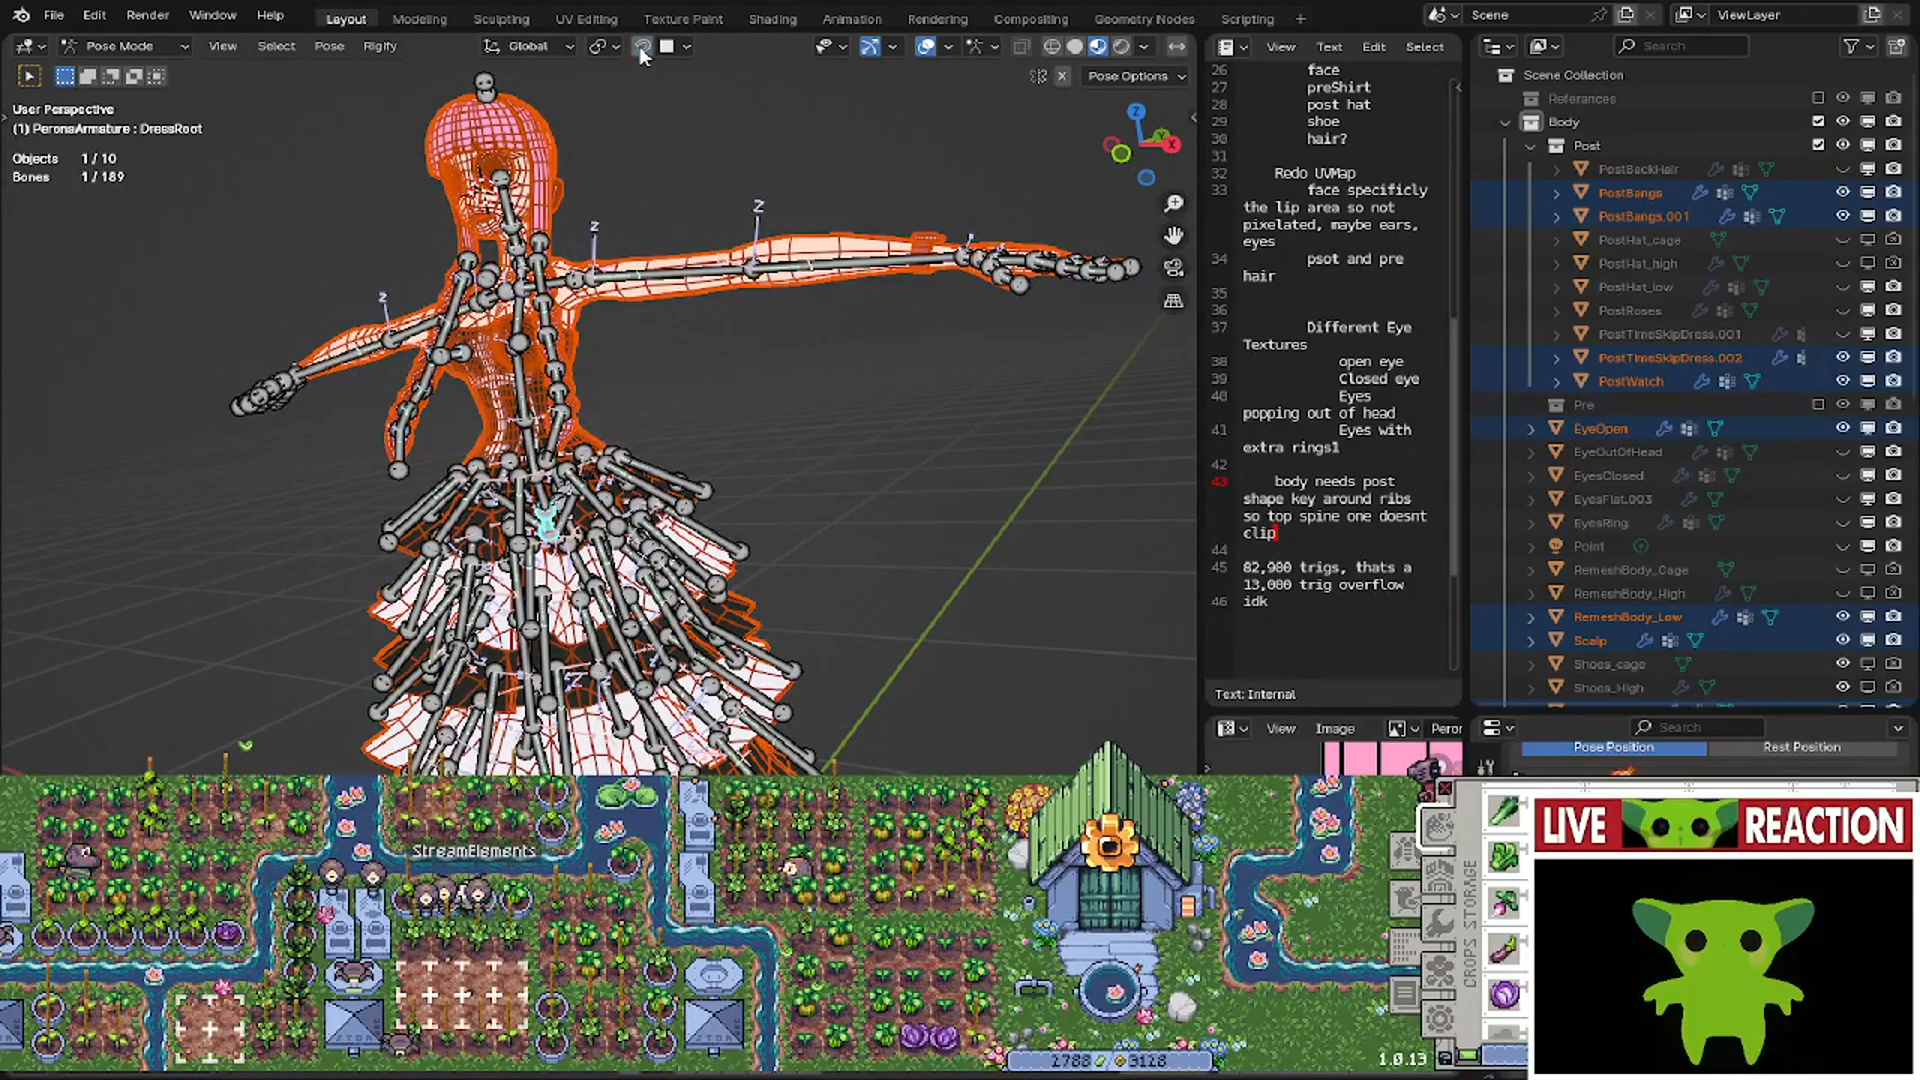 File Edit Render Window Help Layout Modeling Sculpting UV Editing Texture Paint Shading Animation Rendering Compositing Geometry Nodes Scripting + Scene ViewLayer
Pose Mode View Select Pose Rigify Global View Text Edit Select Search
Pose Options
User Perspective
(1) PeronaArmature : DressRoot
Objects 1 / 10
Bones 1 / 189
Z
Y
X
Z
Z
Z
Z
26 face
27 preShirt
28 post hat
29 shoe
30 hair?
31
32 Redo UVMap
33 face specificly
the lip area so not
pixelated, maybe ears,
eyes
34 psot and pre
hair
35
36
37 Different Eye
Textures
38 open eye
39 Closed eye
40 Eyes
popping out of head
41 Eyes with
extra rings1
42
43 body needs post
shape key around ribs
so top spine one doesnt
clip
44
45 82,900 trigs, thats a
13,000 trig overflow
46 idk
Text: Internal
View Image Peror
Scene Collection
Referances
Body
Post
PostBackHair
PostBangs
PostBangs.001
PostHat_cage
PostHat_high
PostHat_low
PostRoses
PostTimeSkipDress.001
PostTimeSkipDress.002
PostWatch
Pre
EyeOpen
EyeOutOfHead
EyesClosed
EyesFlat.003
EyesRing
Point
RemeshBody_Cage
RemeshBody_High
RemeshBody_Low
Scalp
Shoes_cage
Shoes_High
Search
Pose Position Rest Position
StreamElements
CROPS STORAGE
LIVE REACTION
2788 3128
1.0.13